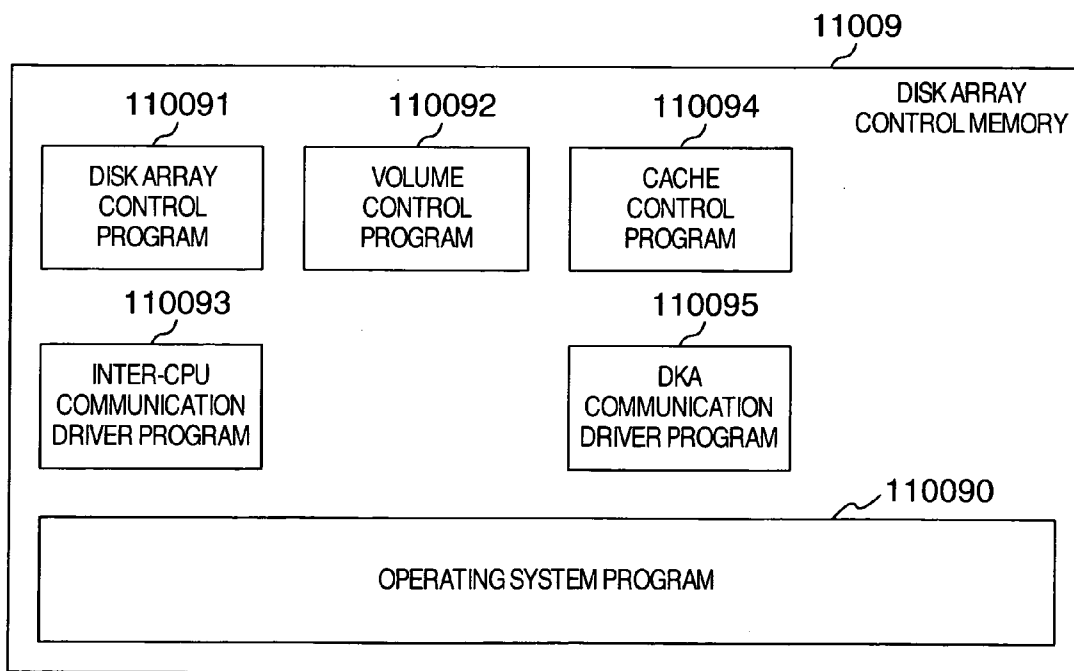 11009
DISK ARRAY
CONTROL MEMORY
110091
110092
110094
DISK ARRAY
CONTROL
PROGRAM
VOLUME
CONTROL
PROGRAM
CACHE
CONTROL
PROGRAM
110093
110095
INTER-CPU
COMMUNICATION
DRIVER PROGRAM
DKA
COMMUNICATION
DRIVER PROGRAM
110090
OPERATING SYSTEM PROGRAM